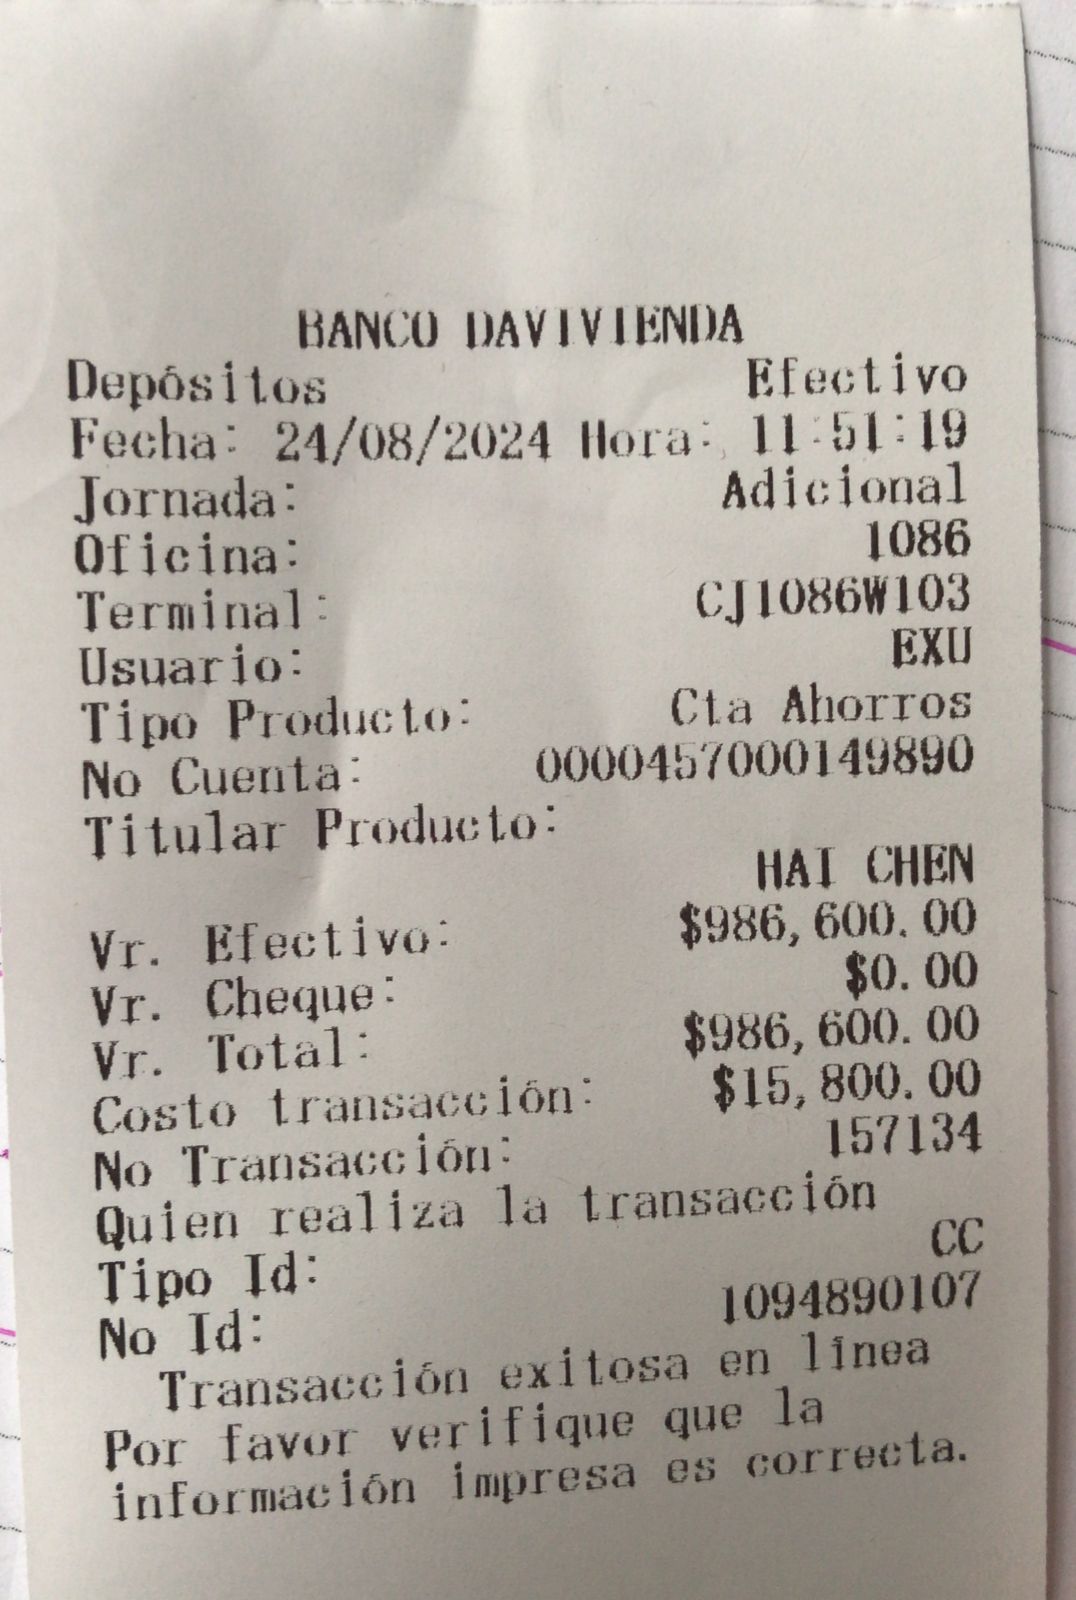 BANCO DAVIVIENDA
Depósitos Efectivo
Fecha: 24/08/2024 Hora: 11:51:19
Jornada: Adicional
Oficina: 1086
Terminal: CJ1086W103
Usuario: EXU
Tipo Producto: Cta Ahorros
No Cuenta: 0000457000149890
Titular Producto:
HAI CHEN
Vr. Efectivo: $986,600.00
Vr. Cheque: $0.00
Vr. Total: $986,600.00
Costo transacción: $15,800.00
No Transacción: 157134
Quien realiza la transacción
Tipo Id: CC
No Id: 1094890107
Transacción exitosa en línea
Por favor verifique que la
información impresa es correcta.